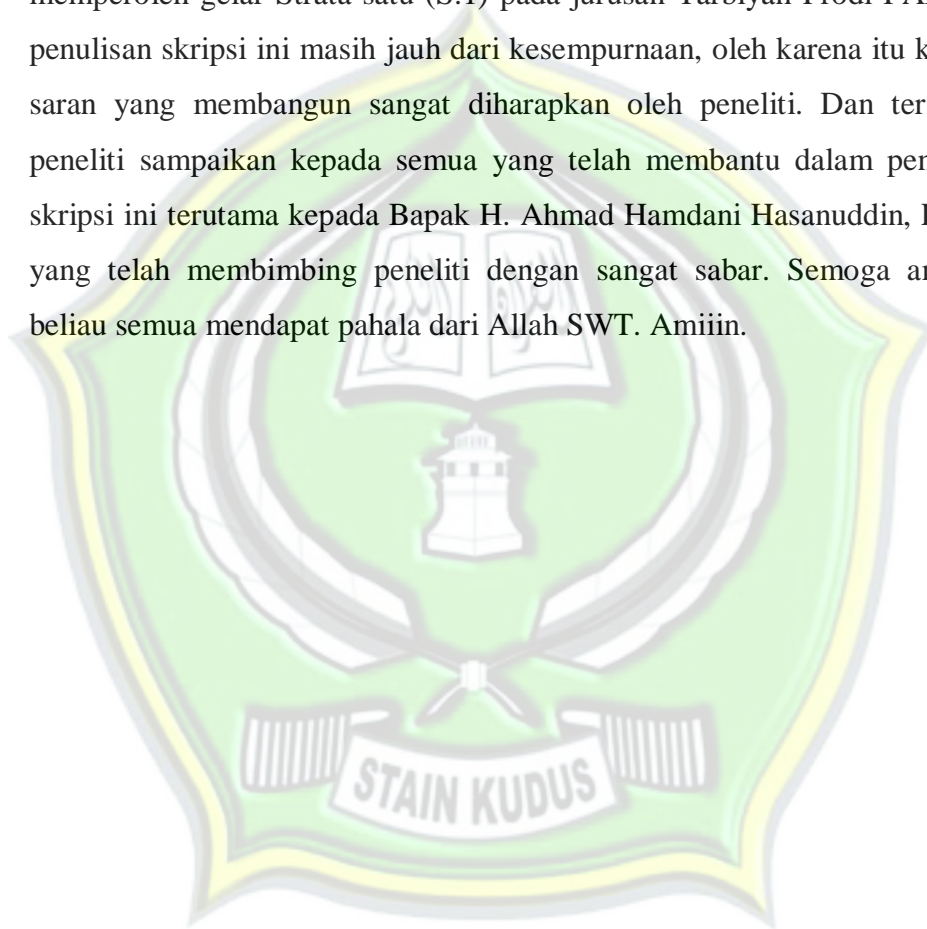 memperoleh gelar Strata satu (S.1) pada jurusan Tarbiyah Prodi PAI
penulisan skripsi ini masih jauh dari kesempurnaan, oleh karena itu
saran yang membangun sangat diharapkan oleh peneliti. Dan
peneliti sampaikan kepada semua yang telah membantu dalam
skripsi ini terutama kepada Bapak H. Ahmad Hamdani Hasanuddin,
yang telah membimbing peneliti dengan sangat sabar. Semoga
beliau semua mendapat pahala dari Allah SWT. Amiiin.
STAIN KUDUS